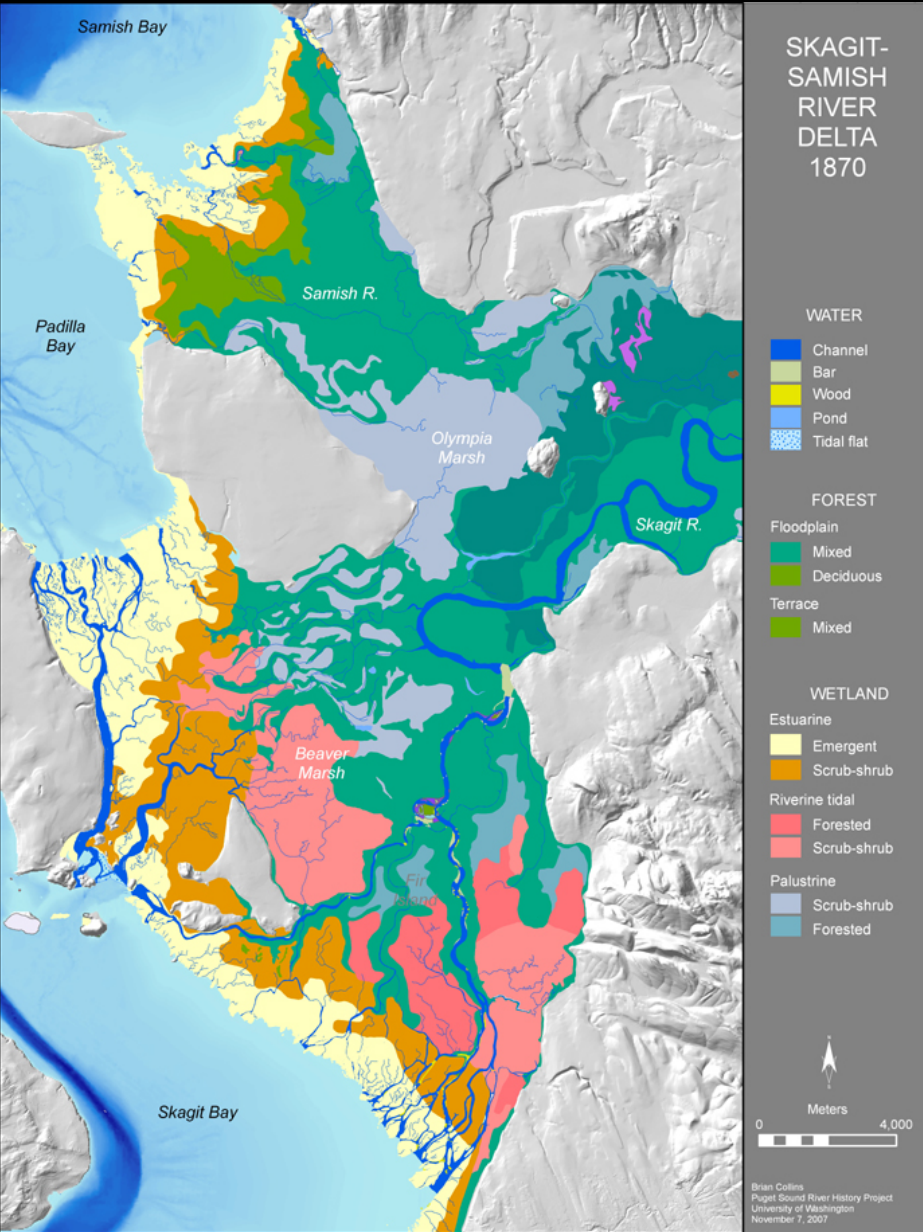 Samish Bay
Samish R.
Padilla
Bay
Olympia
Marsh
Skagit R.
Beaver
Marsh
Fir
Island
Skagit Bay
SKAGIT-
SAMISH
RIVER
DELTA
1870
WATER
Channel
Bar
Wood
Pond
Tidal flat
FOREST
Floodplain
Mixed
Deciduous
Terrace
Mixed
WETLAND
Estuarine
Emergent
Scrub-shrub
Riverine tidal
Forested
Scrub-shrub
Palustrine
Scrub-shrub
Forested
Meters
0 4,000
Brian Collins
Puget Sound River History Project
University of Washington
November 7, 2007